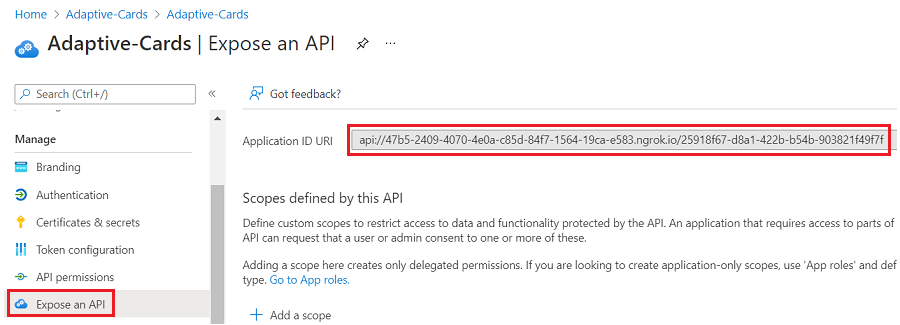 Home > Adaptive-Cards > Adaptive-Cards
Adaptive-Cards | Expose an API
Search (Ctrl+/)
«
Got feedback?
Manage
Application ID URI
api://47b5-2409-4070-4e0a-c85d-84f7-1564-19ca-e583.ngrok.io/25918f67-d8a1-422b-b54b-903821f49f7f
Branding
Authentication
Certificates & secrets
Token configuration
API permissions
Expose an API
Scopes defined by this API
Define custom scopes to restrict access to data and functionality protected by the API. An application that requires access to parts of
API can request that a user or admin consent to one or more of these.
Adding a scope here creates only delegated permissions. If you are looking to create application-only scopes, use 'App roles' and def
type. Go to App roles.
Add a scope